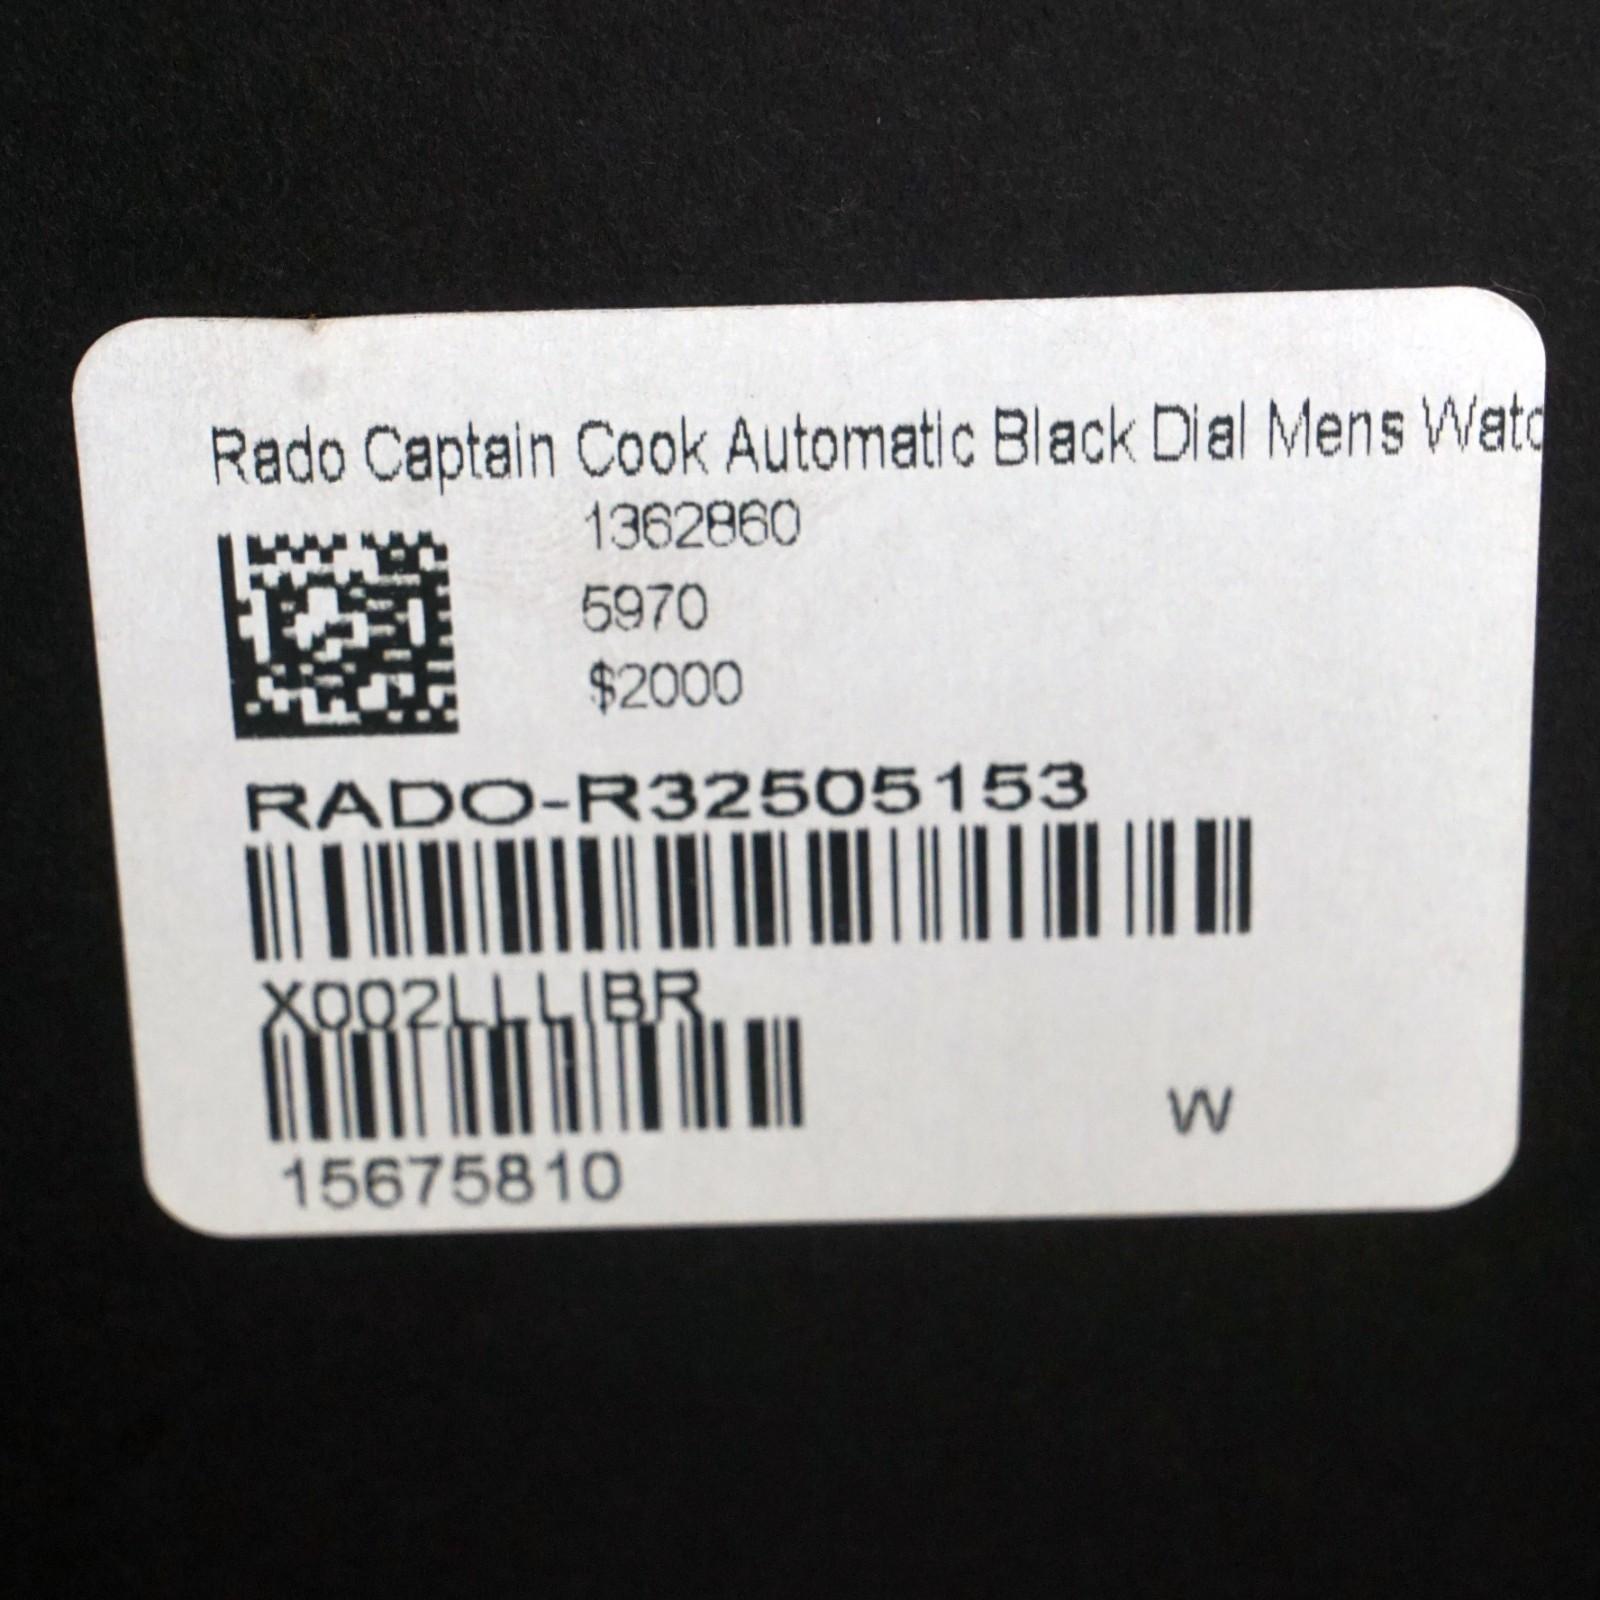 Rado Captain Cook Automatic Black Dial Mens Watc
1362860
5970
$2000
RADO-R32505153
X002LLLIBR
15675810
W